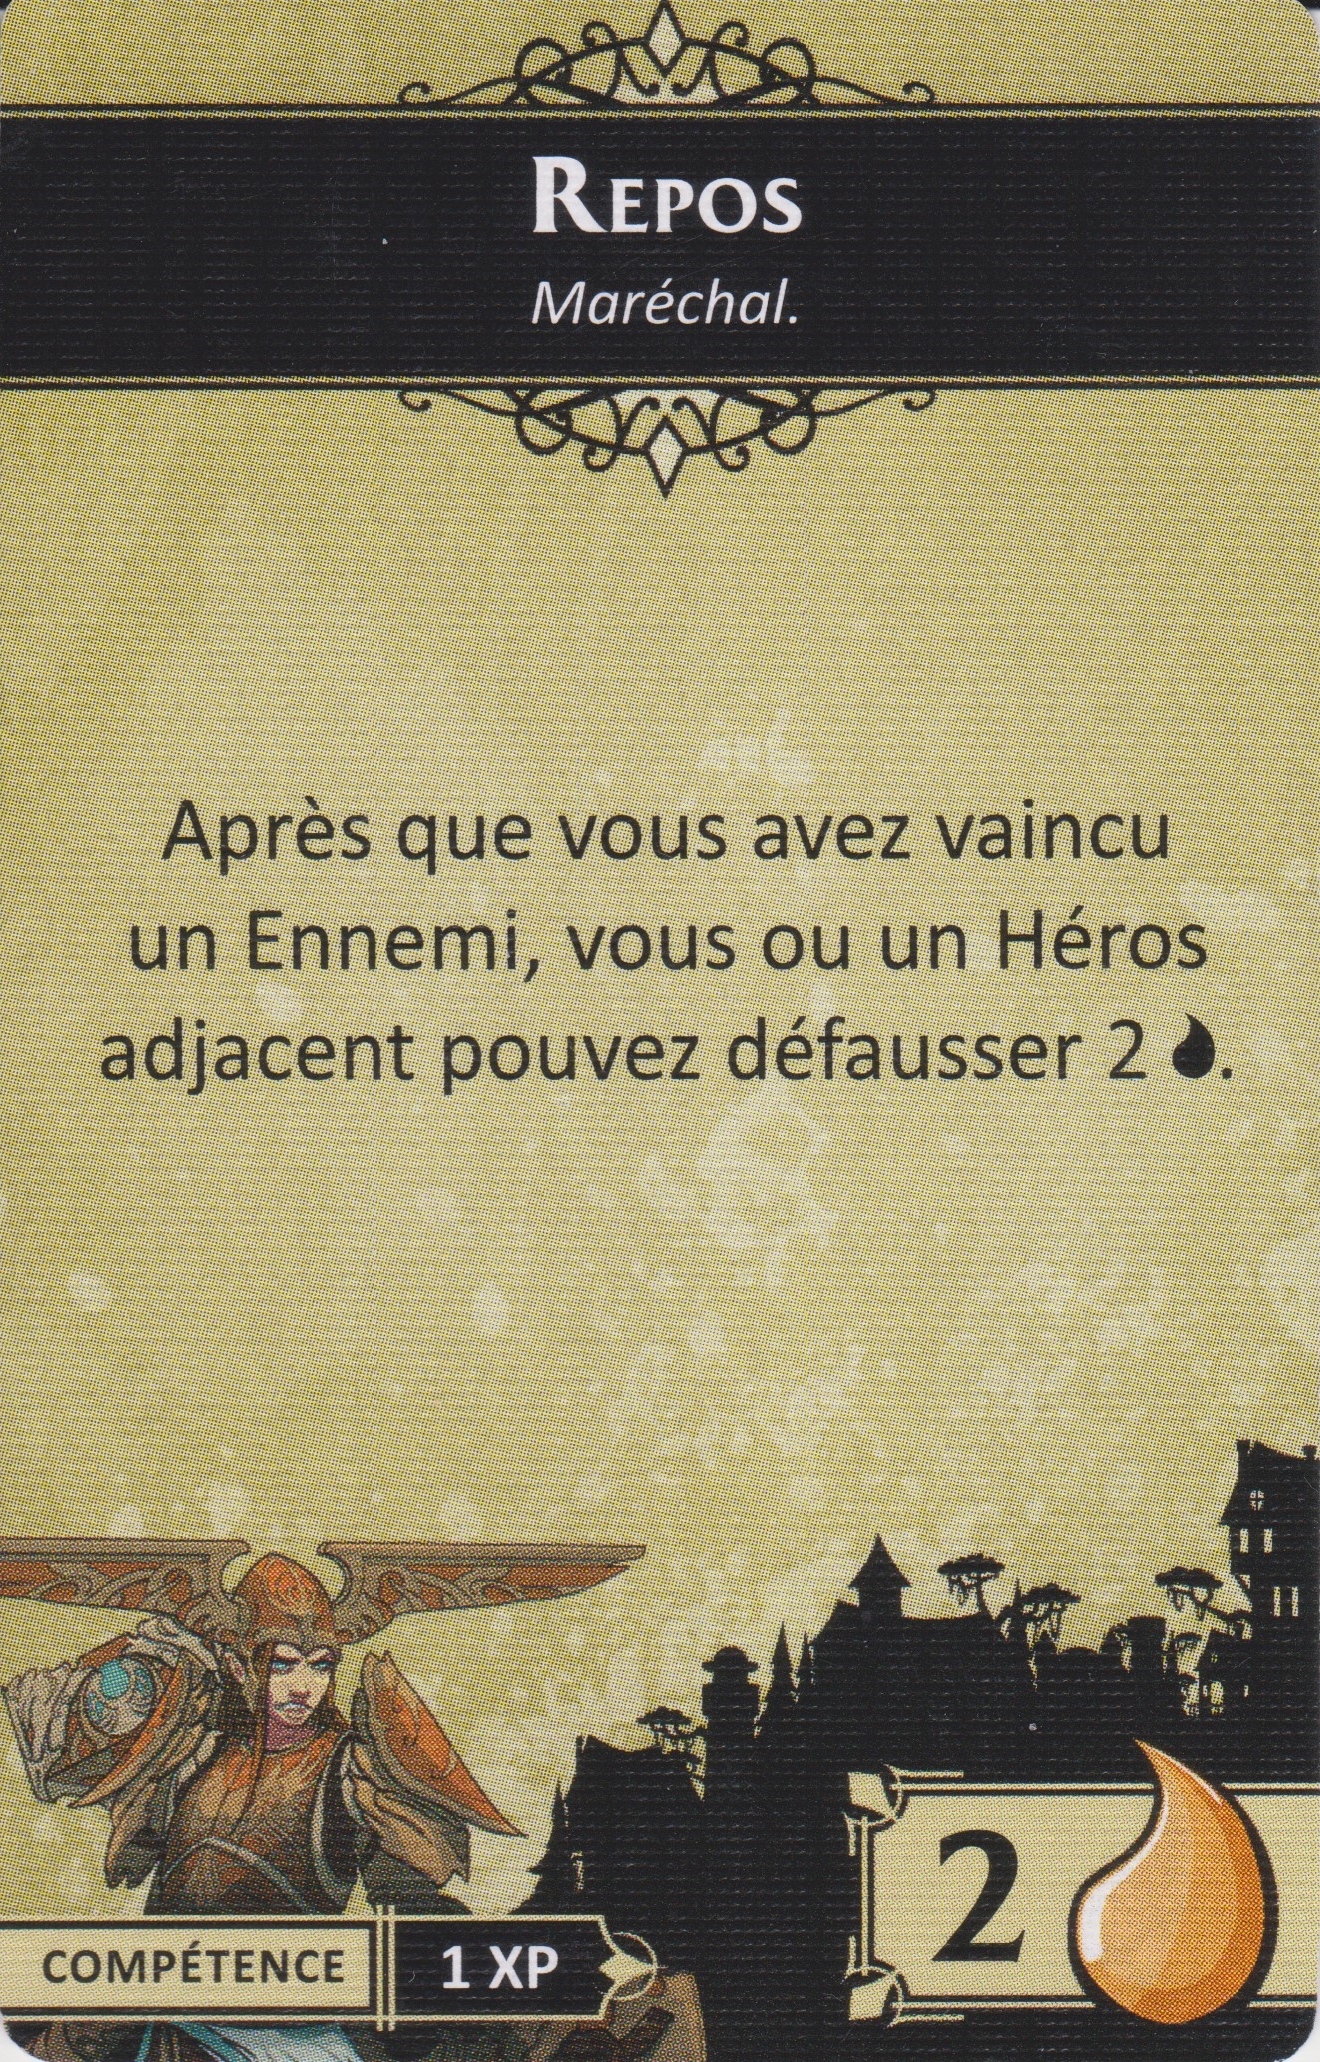 Repos
Maréchal.
Après que vous avez vaincu
un Ennemi, vous ou un Héros
adjacent pouvez défausser 2.
COMPÉTENCE
1 XP
2